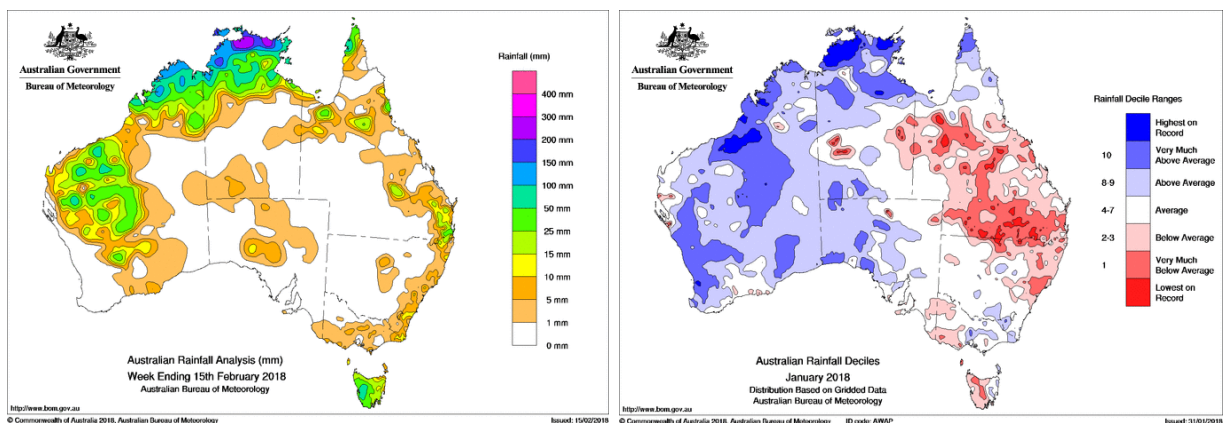 Australian Government
Bureau of Meteorology
Rainfall (mm)
400 mm
300 mm
200 mm
150 mm
100 mm
50 mm
25 mm
15 mm
10 mm
5 mm
1 mm
0 mm
Australian Rainfall Analysis (mm)
Week Ending 15th February 2018
Australian Bureau of Meteorology
http://www.bom.gov.au
© Commonwealth of Australia 2018, Australian Bureau of Meteorology
Issued: 15/02/2018
Australian Government
Bureau of Meteorology
Rainfall Decile Ranges
Highest on
Record
10 Very Much
Above Average
8-9 Above Average
4-7 Average
2-3 Below Average
1 Very Much
Below Average
Lowest on
Record
Australian Rainfall Deciles
January 2018
Distribution Based on Gridded Data
Australian Bureau of Meteorology
http://www.bom.gov.au
© Commonwealth of Australia 2018, Australian Bureau of Meteorology
ID code: AWAP
Issued: 31/01/2018